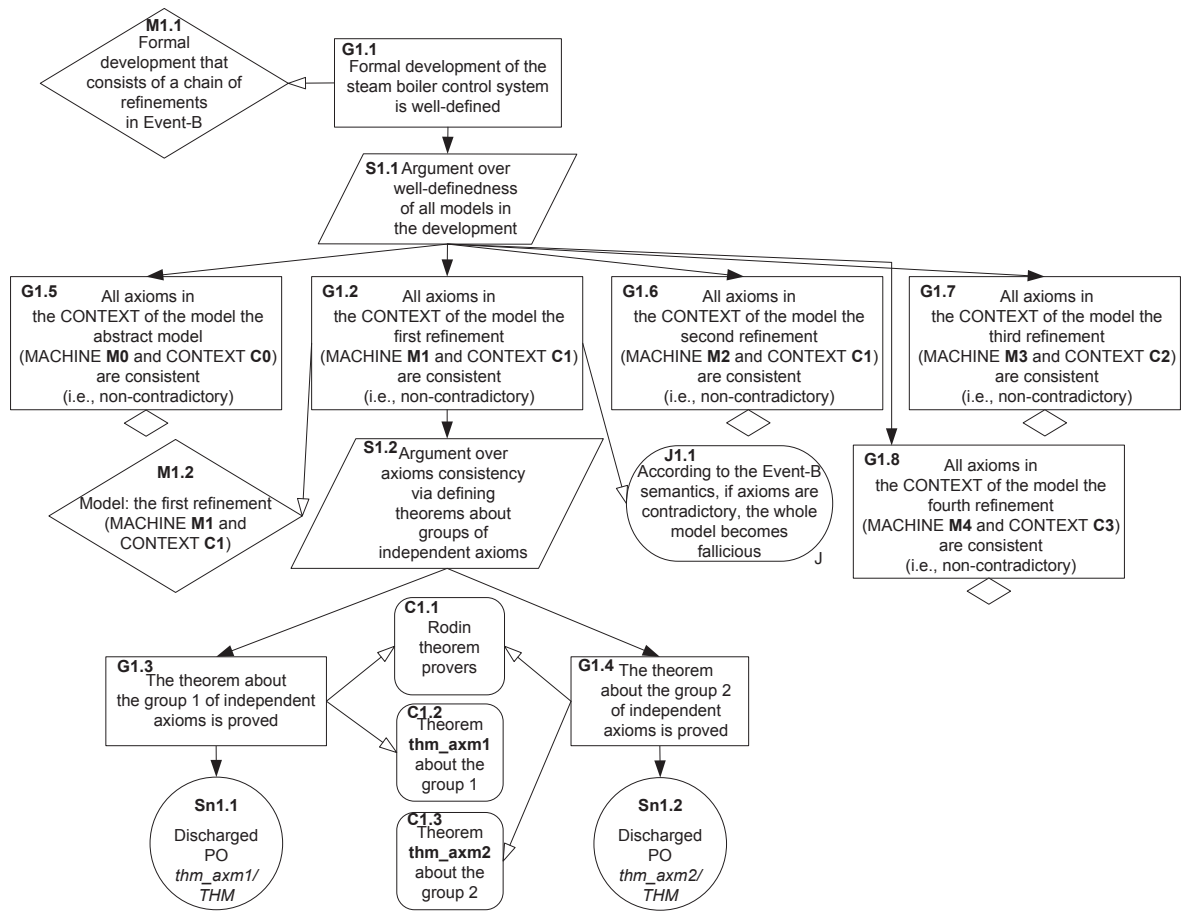 M1.1
Formal
development that
consists of a chain of
refinements
in Event-B
G1.1
Formal development of the
steam boiler control system
is well-defined
S1.1 Argument over
well-definedness
of all models in
the development
G1.5
All axioms in
the CONTEXT of the model the
abstract model
(MACHINE M0 and CONTEXT C0)
are consistent
(i.e., non-contradictory)
G1.2
All axioms in
the CONTEXT of the model the
first refinement
(MACHINE M1 and CONTEXT C1)
are consistent
(i.e., non-contradictory)
G1.6
All axioms in
the CONTEXT of the model the
second refinement
(MACHINE M2 and CONTEXT C1)
are consistent
(i.e., non-contradictory)
G1.7
All axioms in
the CONTEXT of the model the
third refinement
(MACHINE M3 and CONTEXT C2)
are consistent
(i.e., non-contradictory)
M1.2
Model: the first refinement
(MACHINE M1 and
CONTEXT C1)
S1.2
Argument over
axioms consistency
via defining
theorems about
groups of
independent axioms
J1.1
According to the Event-B
semantics, if axioms are
contradictory, the whole
model becomes
fallicious
J
G1.8
All axioms in
the CONTEXT of the model the
fourth refinement
(MACHINE M4 and CONTEXT C3)
are consistent
(i.e., non-contradictory)
G1.3
The theorem about
the group 1 of independent
axioms is proved
C1.1
Rodin
theorem
provers
G1.4
The theorem
about the group 2
of independent
axioms is proved
C1.2
Theorem
thm_axm1
about the
group 1
C1.3
Theorem
thm_axm2
about the
group 2
Sn1.1
Discharged
PO
thm_axm1/
THM
Sn1.2
Discharged
PO
thm_axm2/
THM